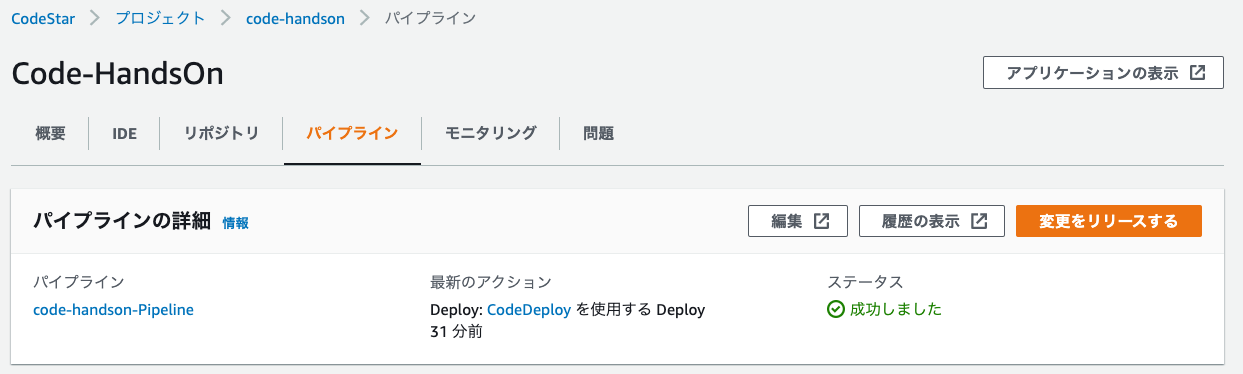 CodeStar > プロジェクト > code-handson > パイプライン
Code-HandsOn
アプリケーションの表示
概要 IDE リポジトリ パイプライン モニタリング 問題
パイプラインの詳細 情報
編集 履歴の表示 変更をリリースする
パイプライン 最新のアクション ステータス
code-handson-Pipeline Deploy: CodeDeploy を使用する Deploy 成功しました
31 分前